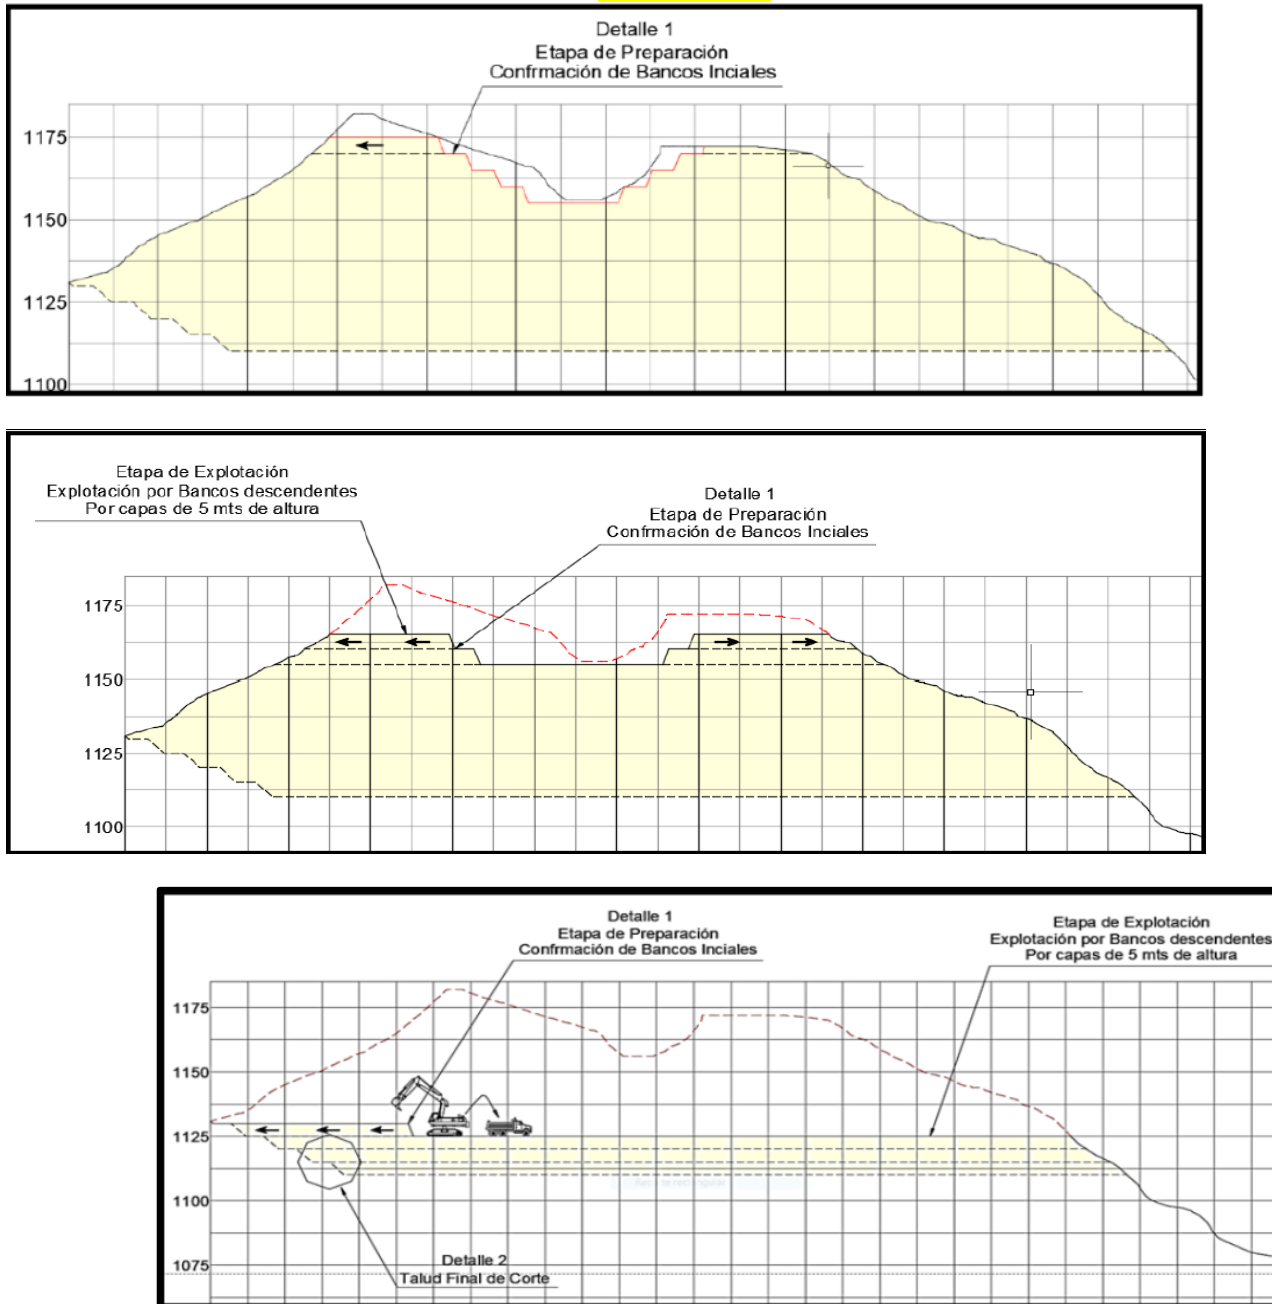 Detalle 1
Etapa de Preparación
Confrmación de Bancos Inciales
1175
1150
1125
1100
Etapa de Explotación
Explotación por Bancos descendentes
Por capas de 5 mts de altura
Detalle 1
Etapa de Preparación
Confrmación de Bancos Inciales
1175
1150
1125
1100
Detalle 1
Etapa de Preparación
Confrmación de Bancos Inciales
Etapa de Explotación
Explotación por Bancos descendentes
Por capas de 5 mts de altura
1175
1150
1125
1100
1075
Detalle 2
Talud Final de Corte